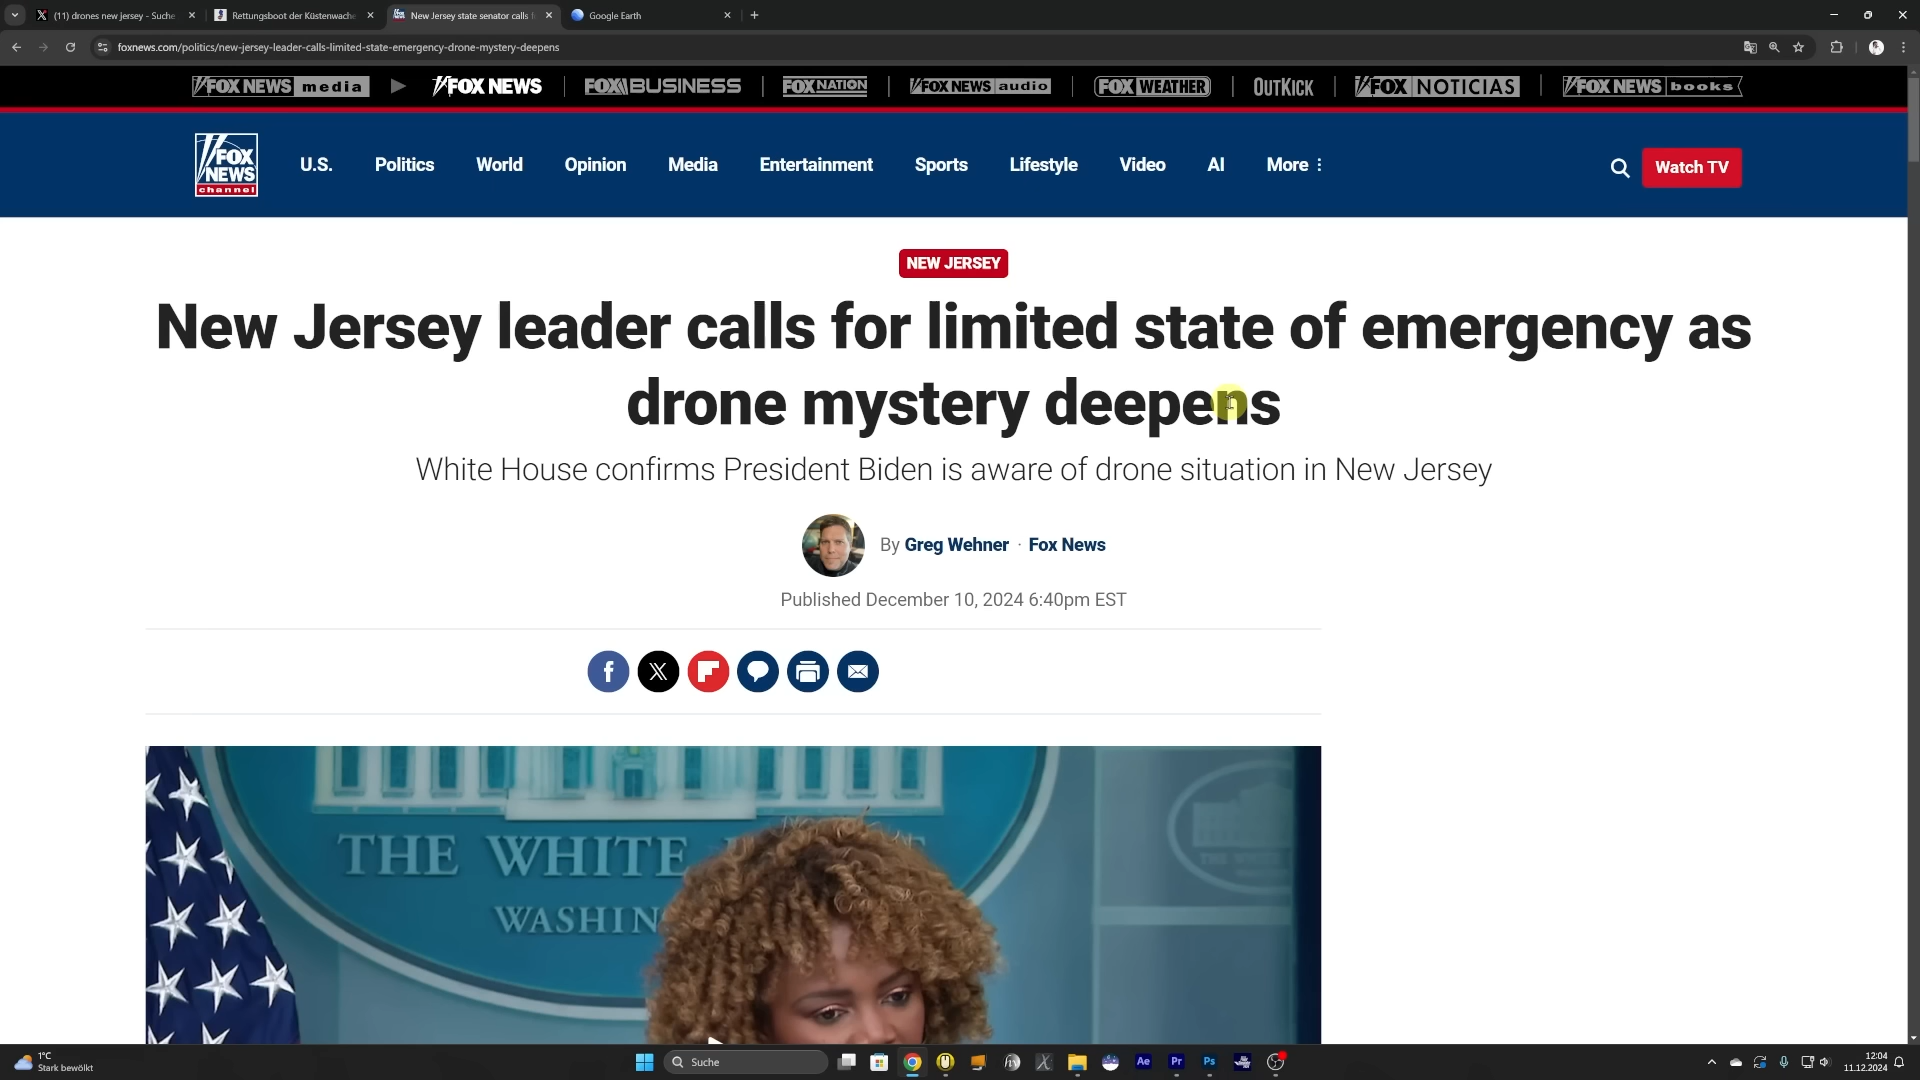 (11) drones new jersey - Suche
Rettungsboot der Küstenwache
New Jersey state senator calls f
Google Earth
foxnews.com/politics/new-jersey-leader-calls-limited-state-emergency-drone-mystery-deepens
FOX NEWS media
FOX NEWS
FOX BUSINESS
FOX NATION
FOX NEWS audio
FOX WEATHER
OUTKICK
FOX NOTICIAS
FOX NEWS books
FOX
NEWS
channel
U.S. Politics World Opinion Media Entertainment Sports Lifestyle Video AI More
Watch TV
NEW JERSEY
New Jersey leader calls for limited state of emergency as
drone mystery deepens
White House confirms President Biden is aware of drone situation in New Jersey
By Greg Wehner · Fox News
Published December 10, 2024 6:40pm EST
THE WHITE
WASHIN
1°C
Stark bewölkt
Suche
Ae
Pr
Ps
12:04
11.12.2024